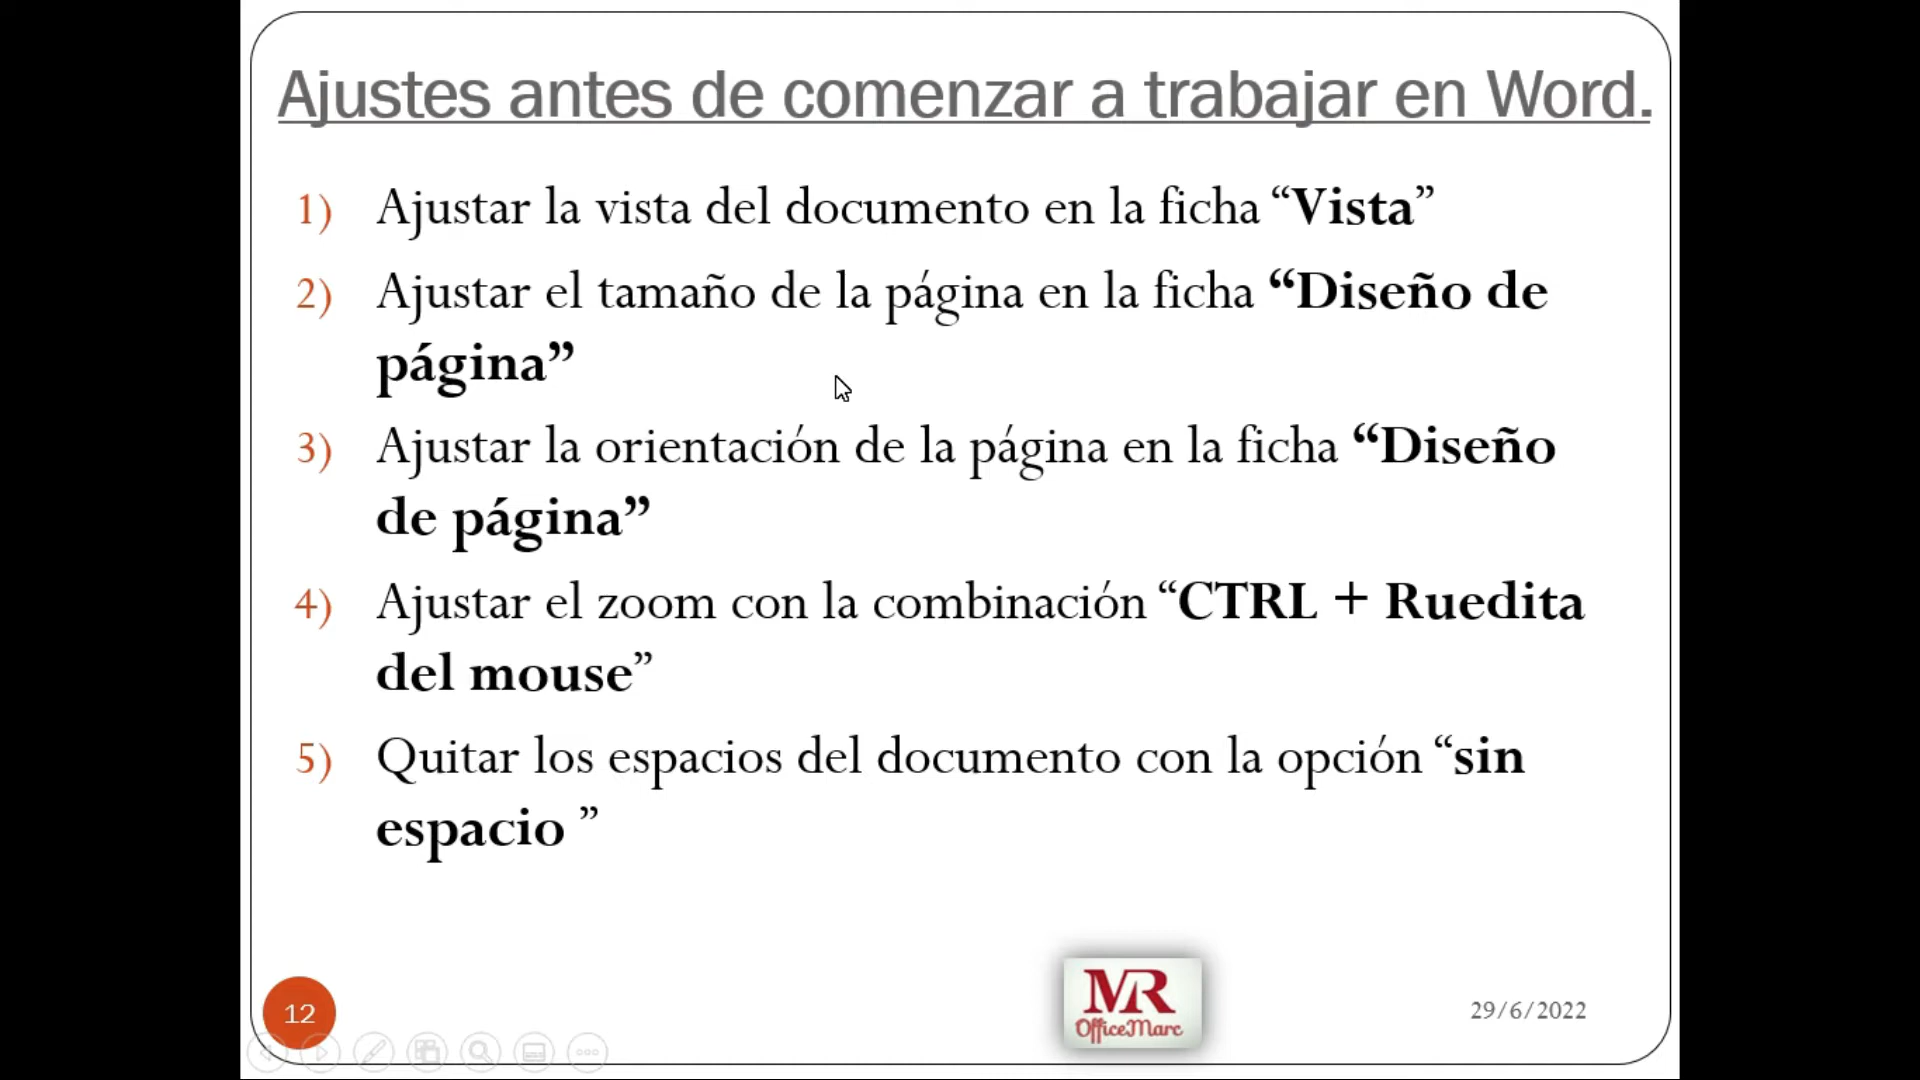 Ajustes antes de comenzar a trabajar en Word.
1) Ajustar la vista del documento en la ficha “Vista”
2) Ajustar el tamaño de la página en la ficha “Diseño de
página”
3) Ajustar la orientación de la página en la ficha “Diseño
de página”
4) Ajustar el zoom con la combinación “CTRL + Ruedita
del mouse”
5) Quitar los espacios del documento con la opción “sin
espacio ”
12
MR
OfficeMarc
29/6/2022